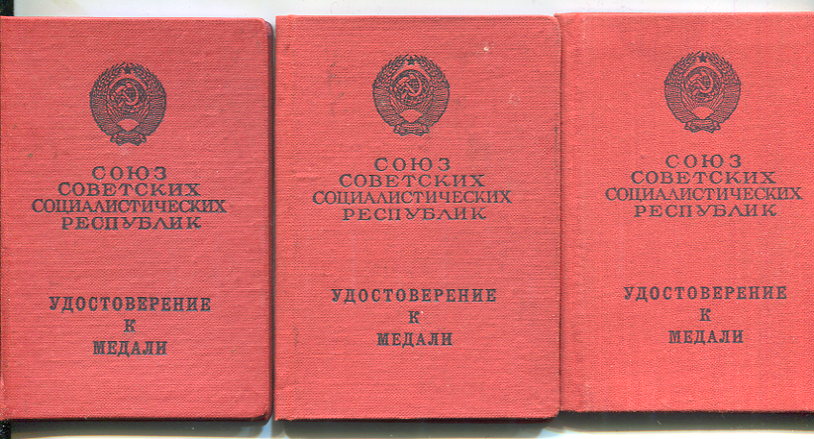 СОЮЗ
СОВЕТСКИХ
СОЦИАЛИСТИЧЕСКИХ
РЕСПУБЛИК
УДОСТОВЕРЕНИЕ
К
МЕДАЛИ
СОЮЗ
СОВЕТСКИХ
СОЦИАЛИСТИЧЕСКИХ
РЕСПУБЛИК
УДОСТОВЕРЕНИЕ
К
МЕДАЛИ
СОЮЗ
СОВЕТСКИХ
СОЦИАЛИСТИЧЕСКИХ
РЕСПУБЛИК
УДОСТОВЕРЕНИЕ
К
МЕДАЛИ